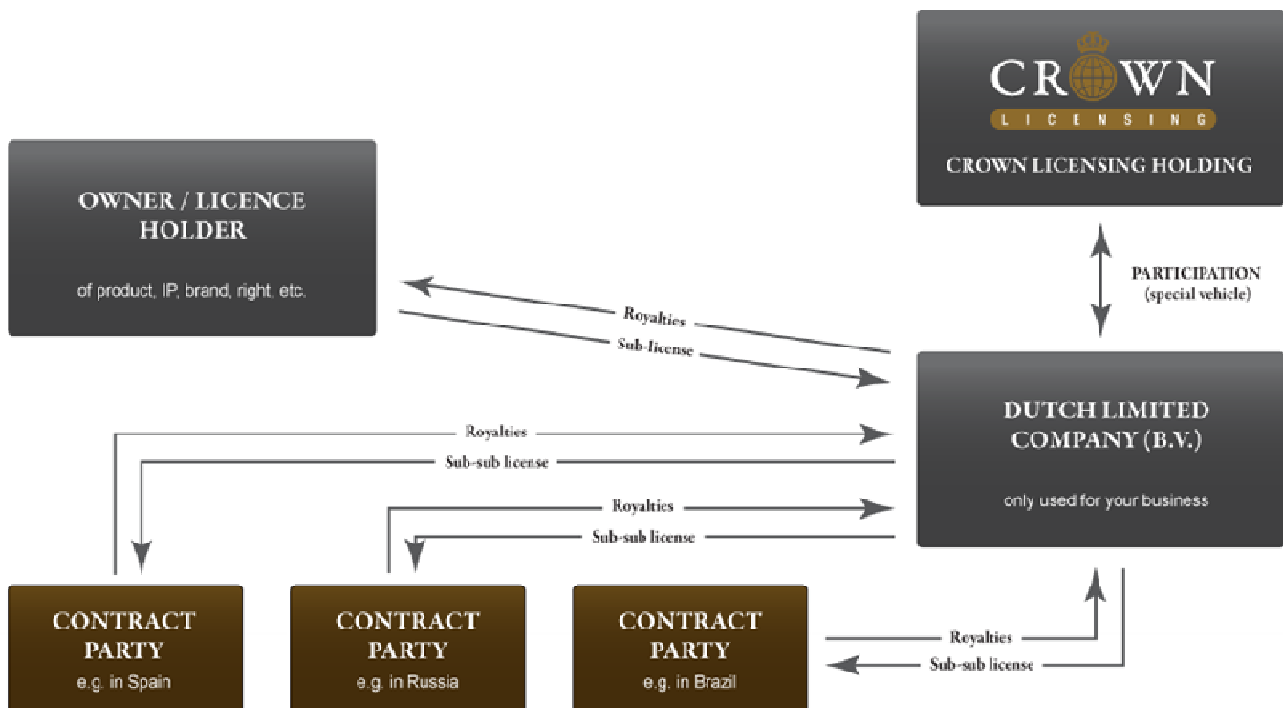 CROWN
LICENSING
CROWN LICENSING HOLDING
OWNER / LICENCE
HOLDER
of product, IP, brand, right, etc.
PARTICIPATION
(special vehicle)
Royalties
Sub-license
DUTCH LIMITED
COMPANY (B.V.)
only used for your business
Royalties
Sub-sub license
Royalties
Sub-sub license
CONTRACT
PARTY
e.g. in Spain
CONTRACT
PARTY
e.g. in Russia
CONTRACT
PARTY
e.g. in Brazil
Royalties
Sub-sub license